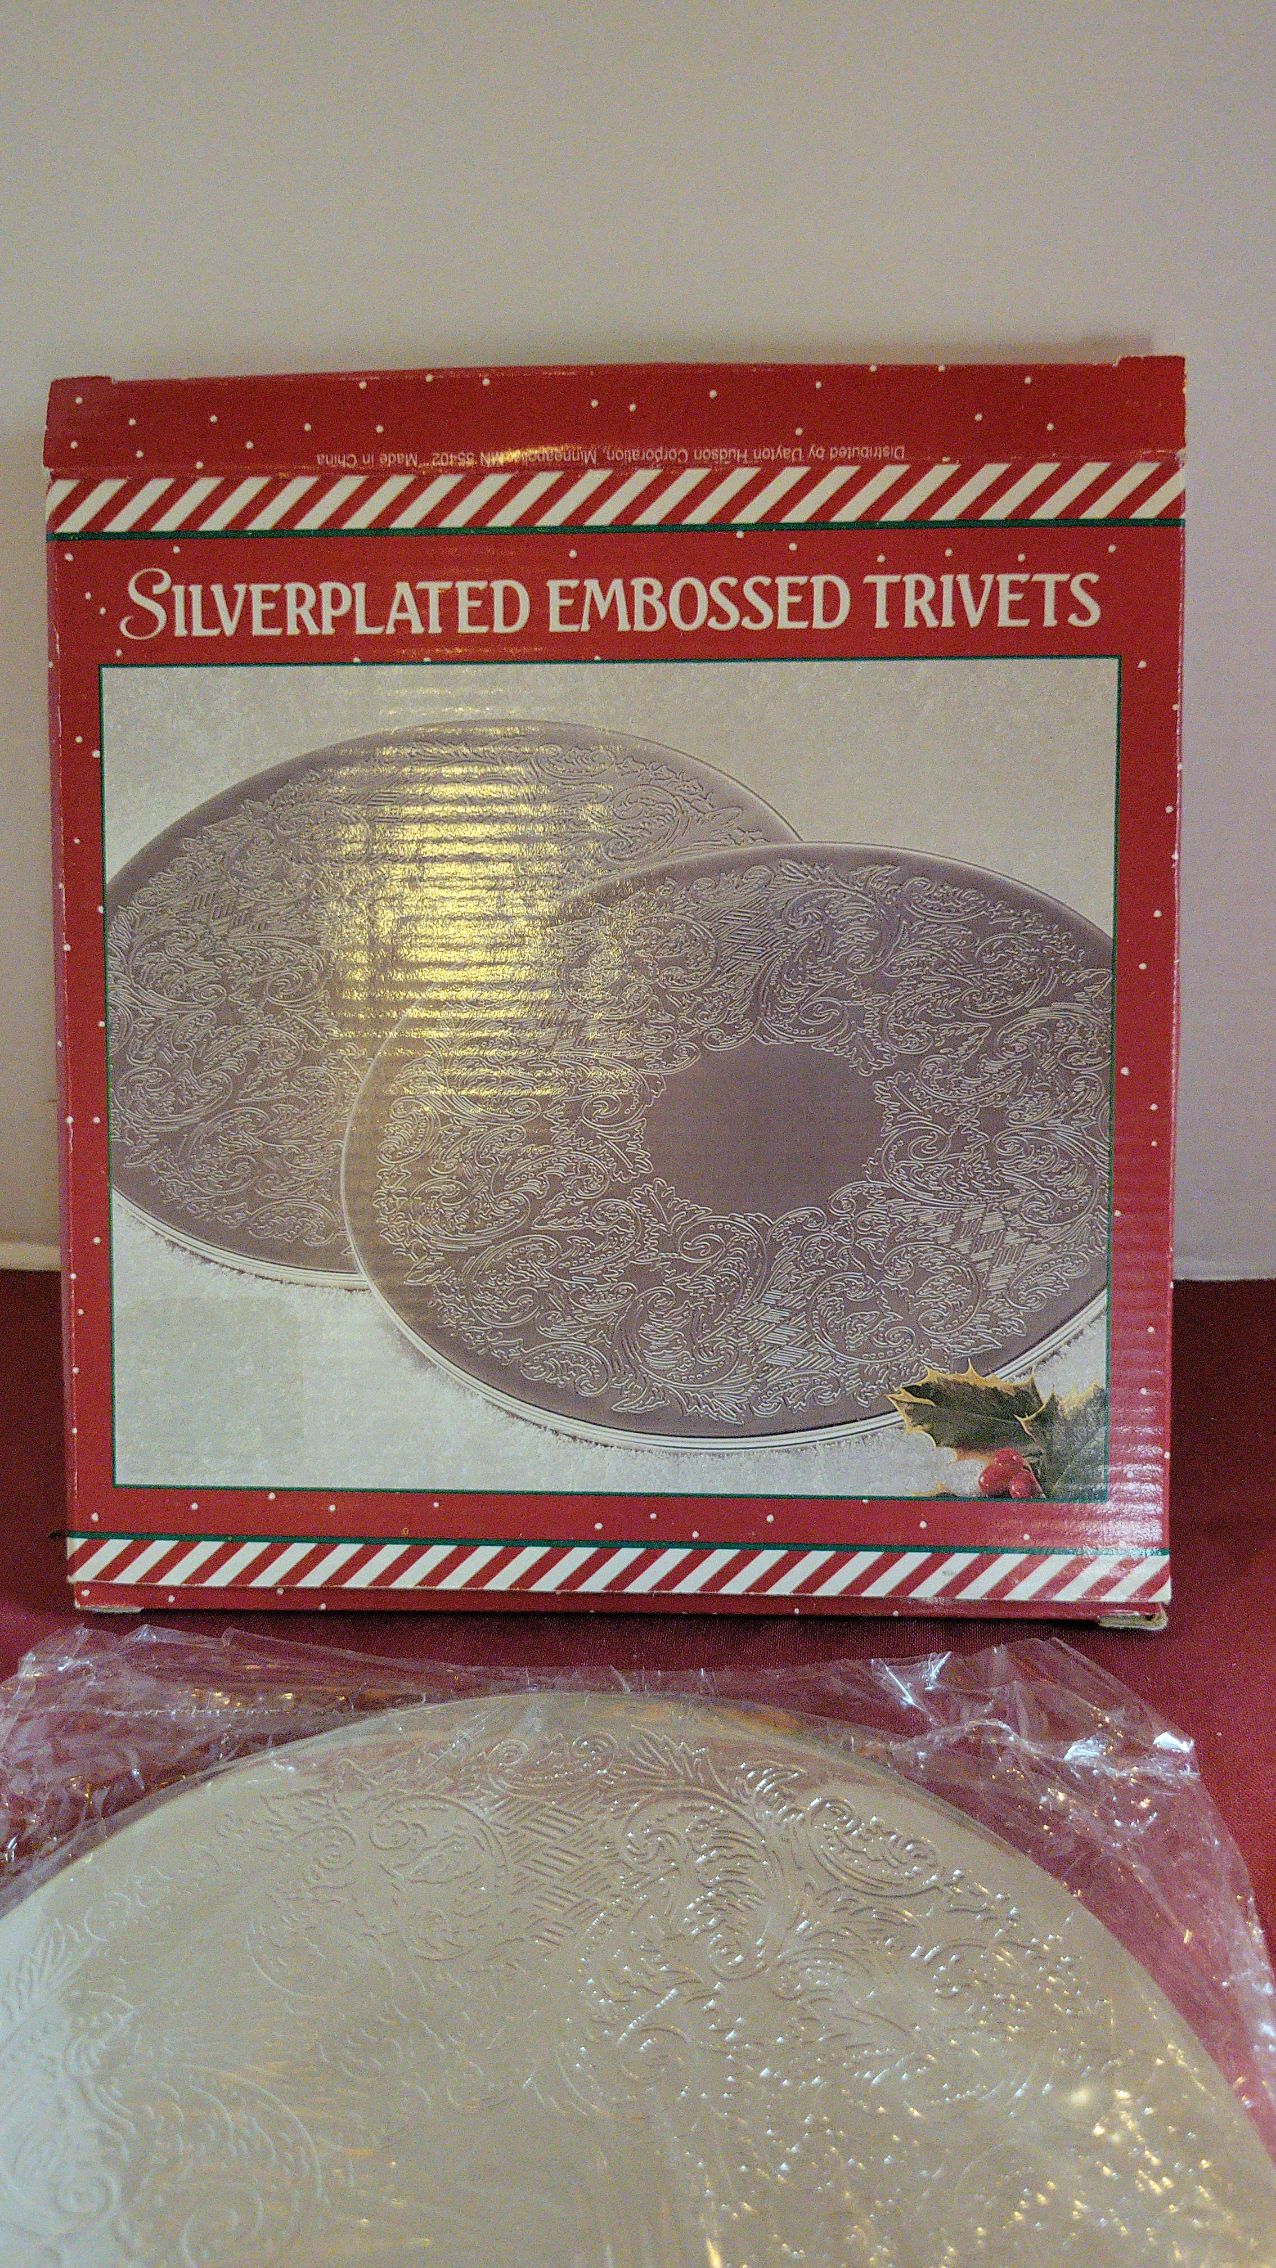 Distributed by Dayton Hudson Corporation, Minneapolis, MN 55402 Made in China
SILVERPLATED EMBOSSED TRIVETS